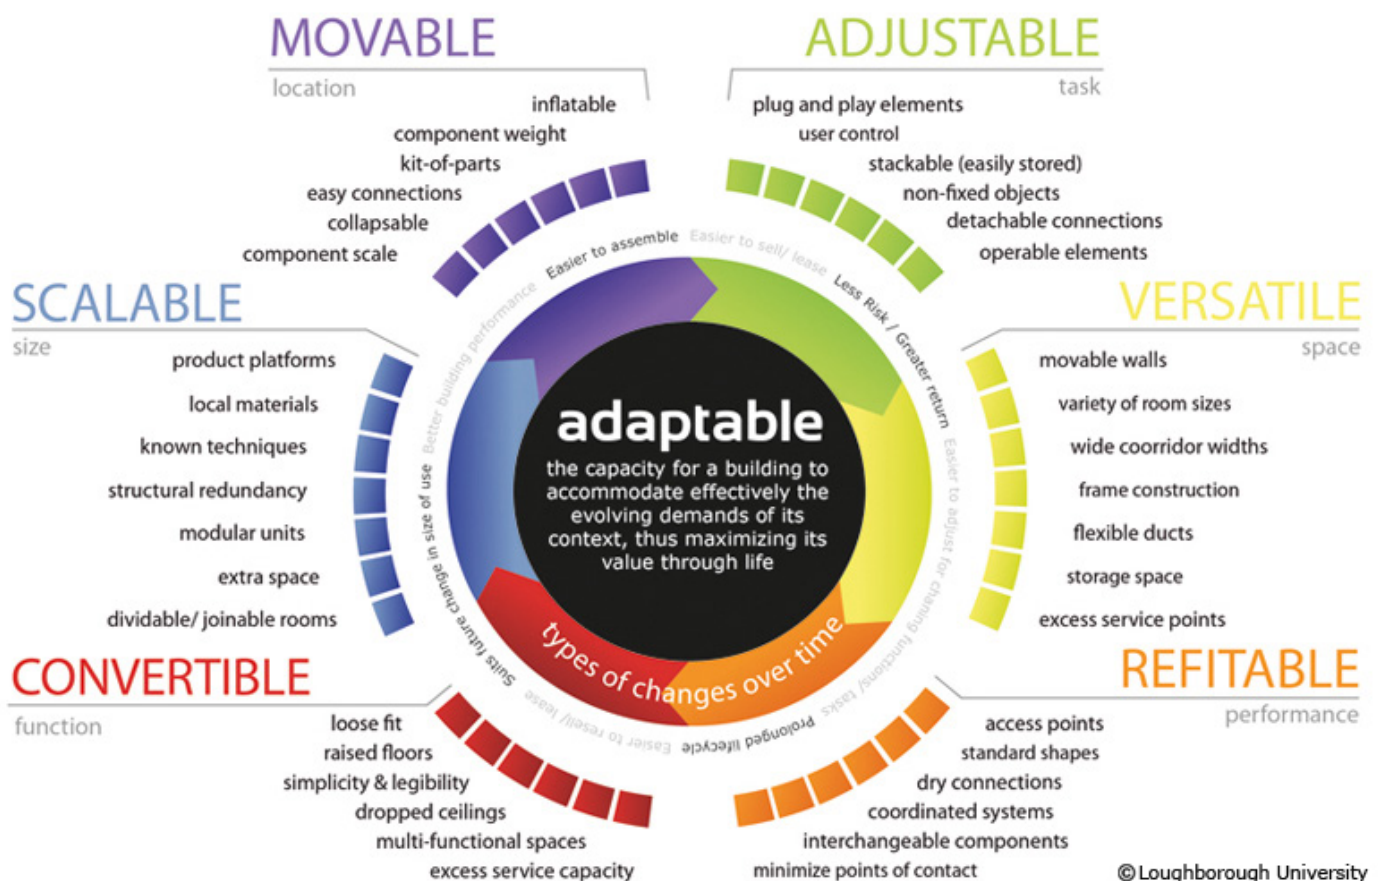 MOVABLE
location
inflatable
component weight
kit-of-parts
easy connections
collapsable
component scale
ADJUSTABLE
task
plug and play elements
user control
stackable (easily stored)
non-fixed objects
detachable connections
operable elements
SCALABLE
size
product platforms
local materials
known techniques
structural redundancy
modular units
extra space
dividable/ joinable rooms
VERSATILE
space
movable walls
variety of room sizes
wide coorridor widths
frame construction
flexible ducts
storage space
excess service points
CONVERTIBLE
function
loose fit
raised floors
simplicity & legibility
dropped ceilings
multi-functional spaces
excess service capacity
REFITABLE
performance
access points
standard shapes
dry connections
coordinated systems
interchangeable components
minimize points of contact
Easier to assemble
Easier to sell/ lease
Less Risk / Greater return
Easier to adjust for chaning functions/ tasks
Prolonged lifecycle
Easier to resell/ lease
Suits future change in size of use
Better building performance
adaptable
the capacity for a building to
accommodate effectively the
evolving demands of its
context, thus maximizing its
value through life
types of changes over time
©Loughborough University